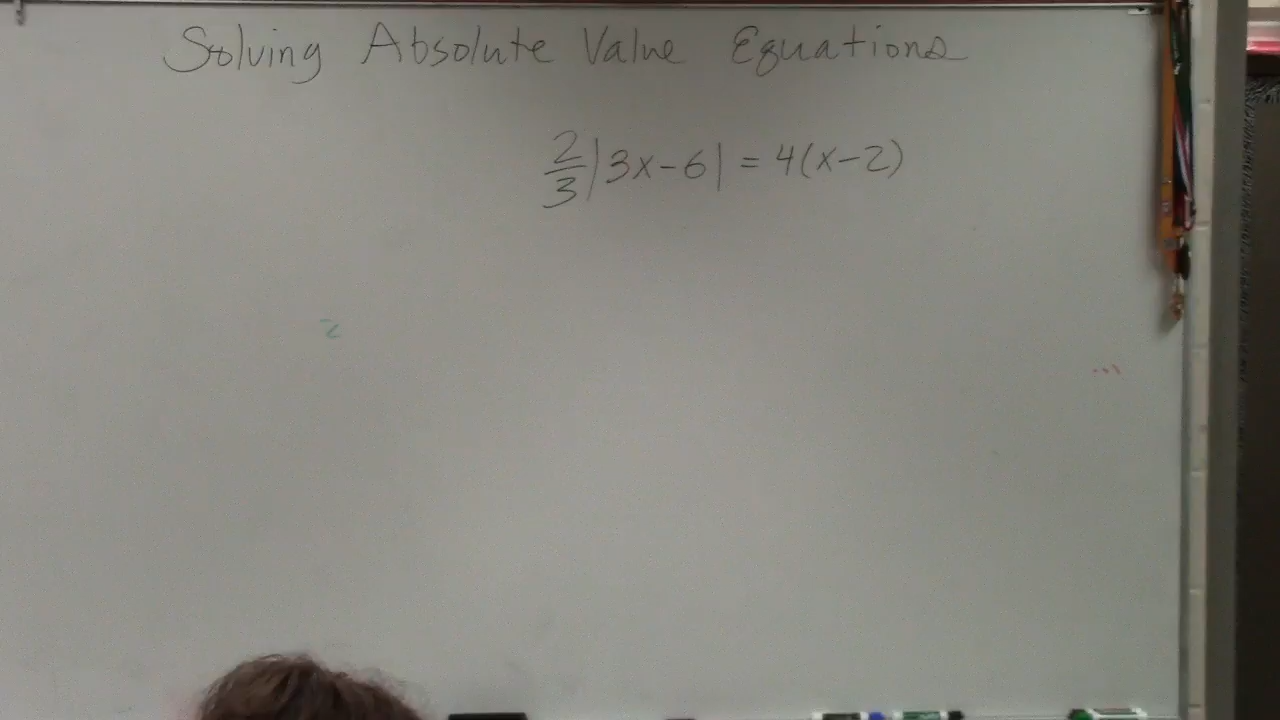 Solving Absolute Value Equations
2/3|3x-6| = 4(x-2)